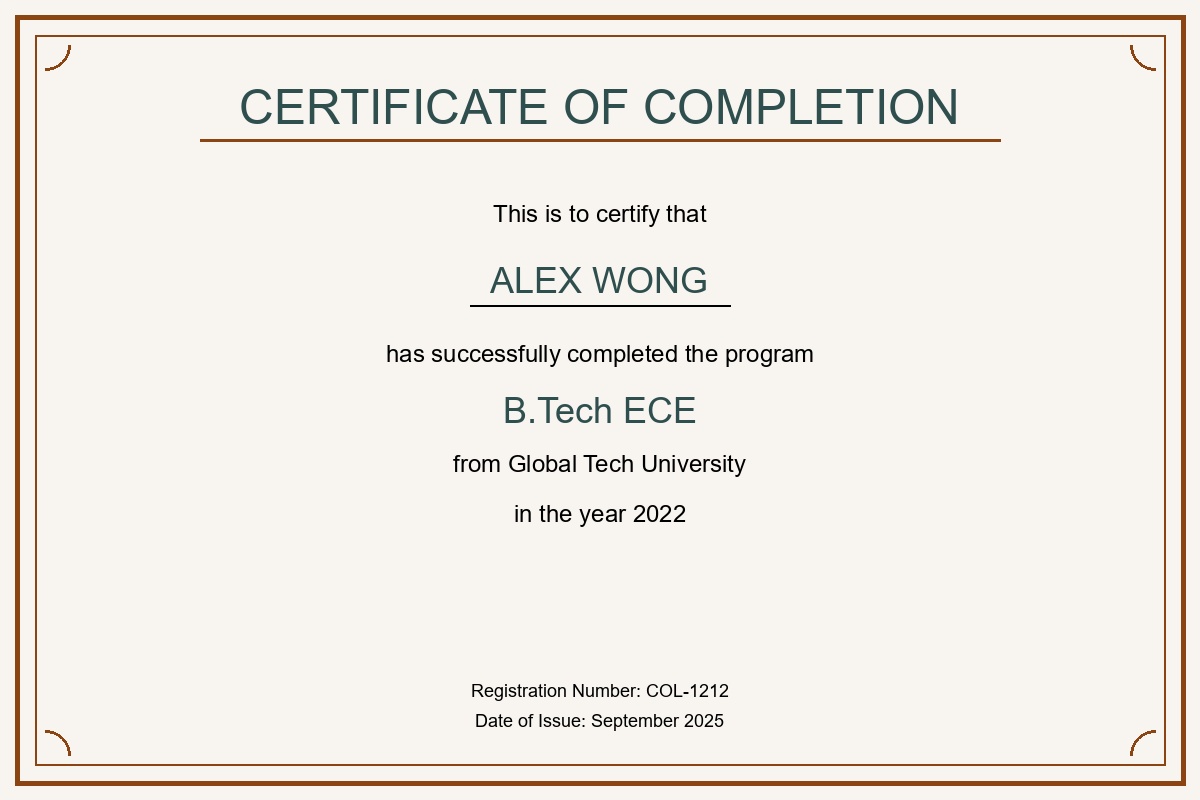 CERTIFICATE OF COMPLETION
This is to certify that
ALEX WONG
has successfully completed the program
B.Tech ECE
from Global Tech University
in the year 2022
Registration Number: COL-1212
Date of Issue: September 2025